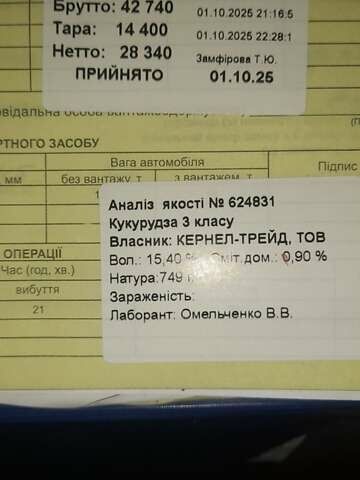 Брутто: 42 740 01.10.2025 21:16:5
Тара: 14 400 01.10.2025 22:28:1
Нетто: 28 340 Замфірова Т.Ю.
ПРИЙНЯТО 01.10.25
відальна особа вантажоодержу
РТНОГО ЗАСОБУ
Вага автомобіля Підпис
мм без вантажу, т з вантажем, т
Аналіз якості № 624831
Кукурудза 3 класу
Власник: КЕРНЕЛ-ТРЕЙД, ТОВ
Вол.: 15,40 % Сміт.дом.: 0,90 %
Натура:749 г
Зараженість:
Лаборант: Омельченко В.В.
ОПЕРАЦІЇ
Час (год, хв.)
вибуття
21